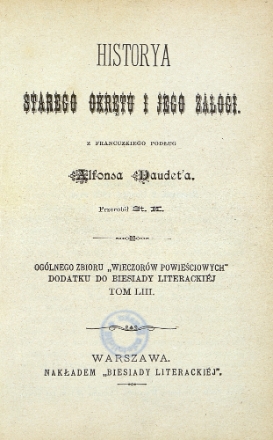 HISTORYA
STAREGO OKRĘTU I JEGO ZAŁOGI.
Z FRANCUZKIEGO PODŁUG
Alfonsa Daudet'a.
Przerobił St. K.
OGÓLNEGO ZBIORU „WIECZORÓW POWIEŚCIOWYCH"
DODATKU DO BIESIADY LITERACKIÉJ
TOM LIII.
WARSZAWA.
NAKŁADEM „BIESIADY LITERACKIÉJ".